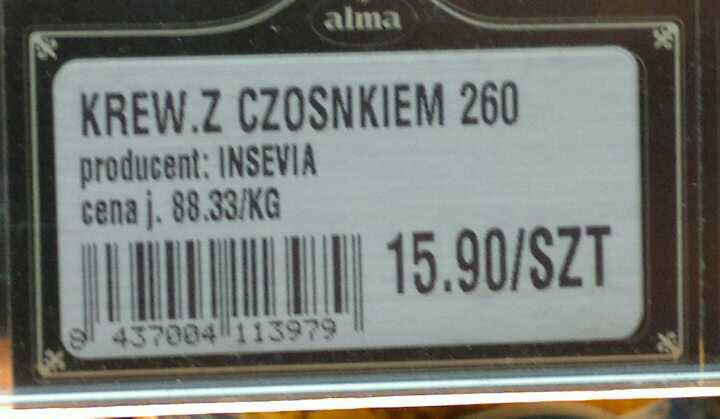 alma
KREW.Z CZOSNKIEM 260
producent: INSEVIA
cena j. 88.33/KG
15.90/SZT
8 437004 113979